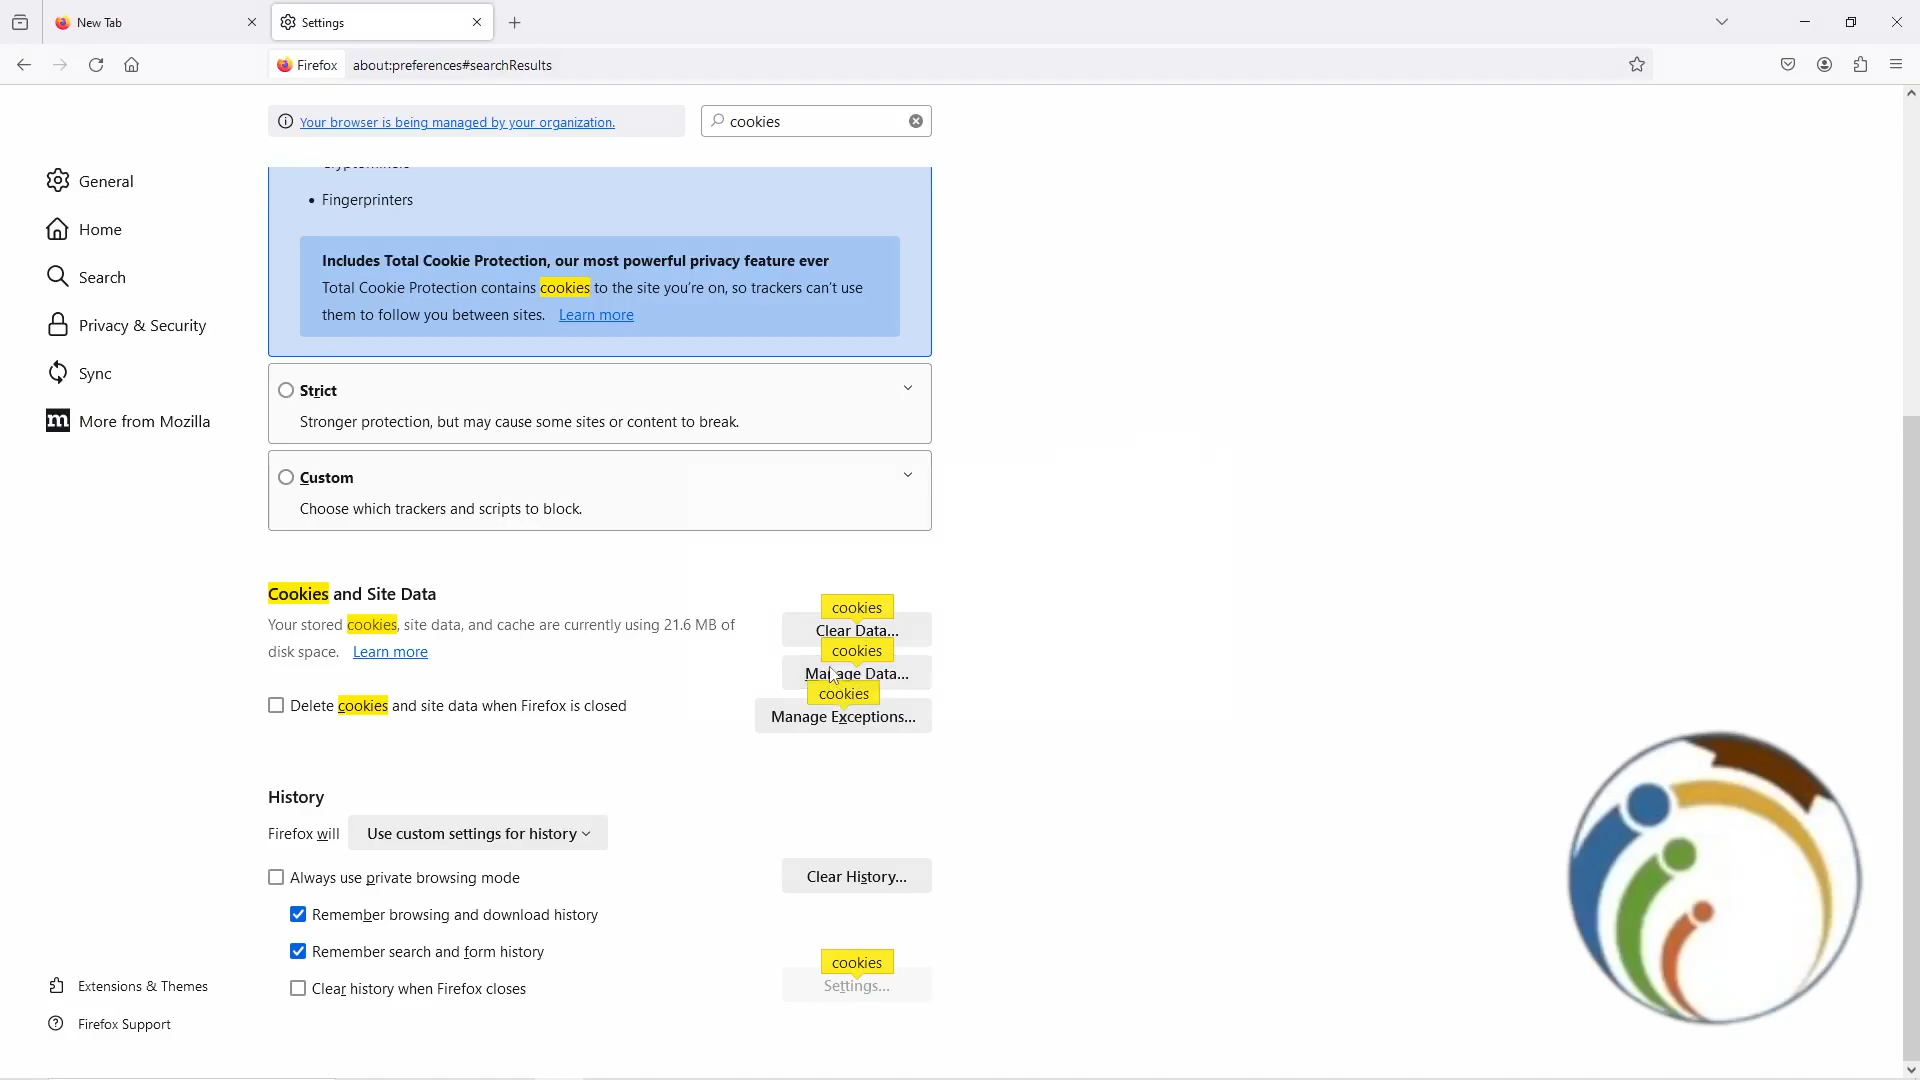 New Tab
Settings
Firefox about:preferences#searchResults
Your browser is being managed by your organization.
cookies
General
Home
Search
Privacy & Security
Sync
m More from Mozilla
Extensions & Themes
Firefox Support
Fingerprinters
Includes Total Cookie Protection, our most powerful privacy feature ever
Total Cookie Protection contains cookies to the site you're on, so trackers can't use
them to follow you between sites. Learn more
Strict
Stronger protection, but may cause some sites or content to break.
Custom
Choose which trackers and scripts to block.
Cookies and Site Data
Your stored cookies, site data, and cache are currently using 21.6 MB of
disk space. Learn more
Delete cookies and site data when Firefox is closed
cookies
Clear Data...
cookies
Manage Data...
cookies
Manage Exceptions...
History
Firefox will Use custom settings for history
Always use private browsing mode
Clear History...
Remember browsing and download history
Remember search and form history
Clear history when Firefox closes
cookies
Settings...